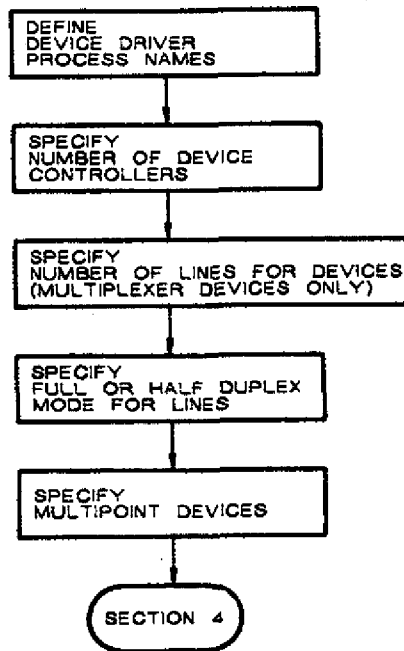 DEFINE
DEVICE DRIVER
PROCESS NAMES
SPECIFY
NUMBER OF DEVICE
CONTROLLERS
SPECIFY
NUMBER OF LINES FOR DEVICES
(MULTIPLEXER DEVICES ONLY)
SPECIFY
FULL OR HALF DUPLEX
MODE FOR LINES
SPECIFY
MULTIPOINT DEVICES
SECTION 4